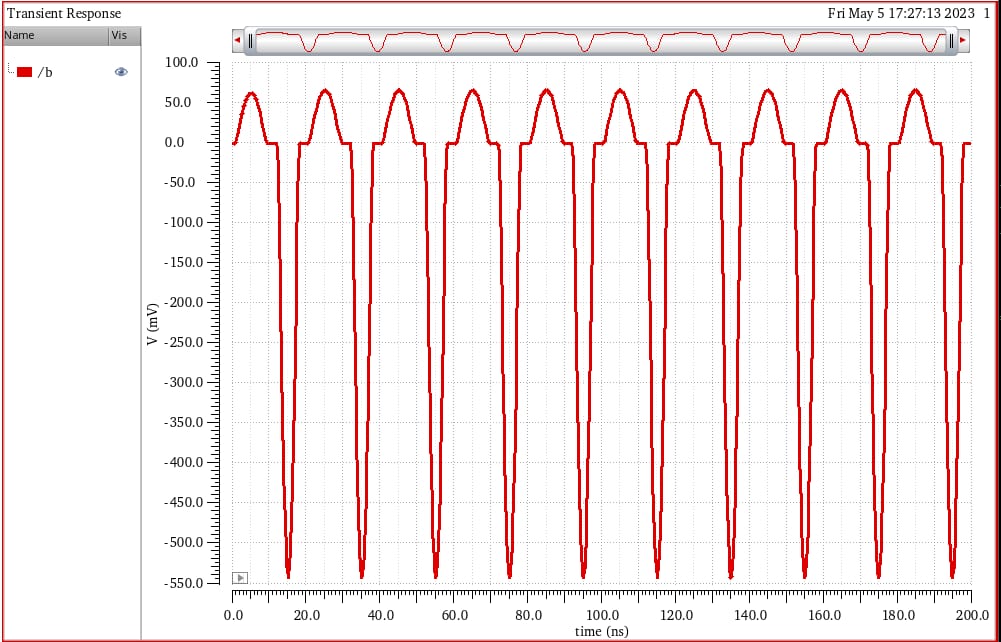 Transient Response
Fri May 5 17:27:13 2023 1
Name Vis
/b
100.0
50.0
0.0
-50.0
-100.0
-150.0
-200.0
-250.0
-300.0
-350.0
-400.0
-450.0
-500.0
-550.0
V (mV)
0.0 20.0 40.0 60.0 80.0 100.0 120.0 140.0 160.0 180.0 200.0
time (ns)